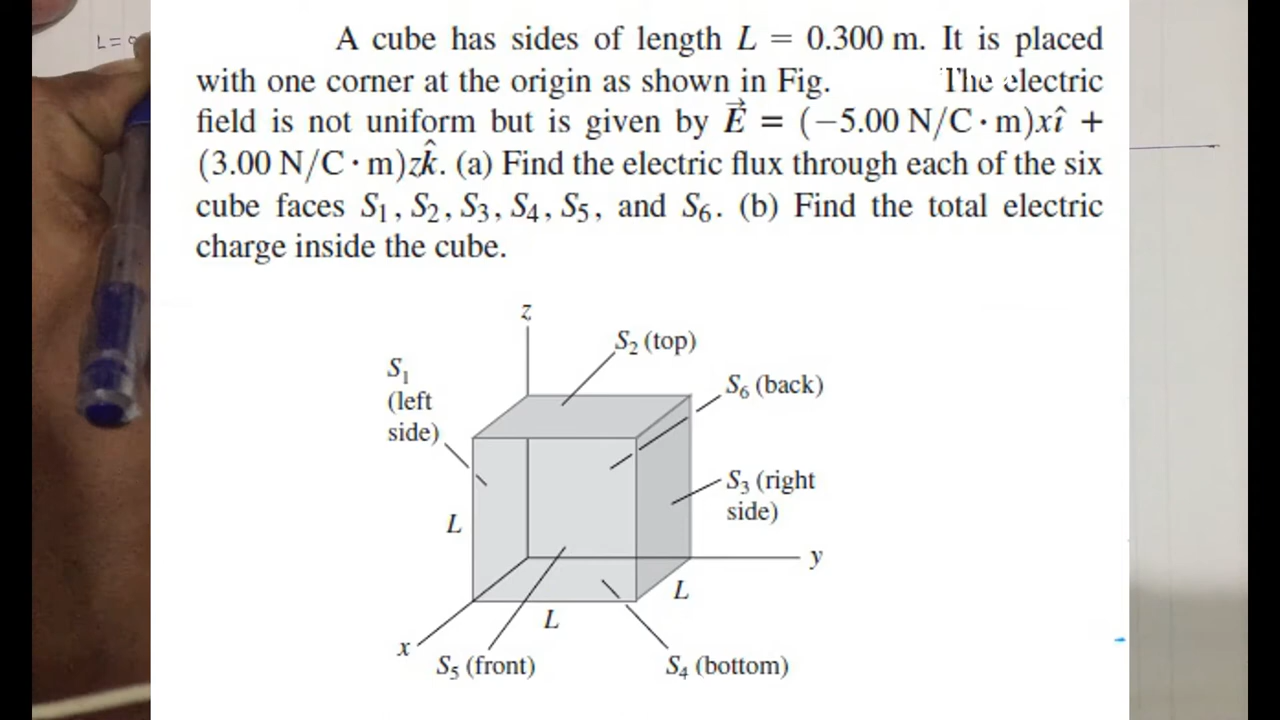 L=
A cube has sides of length L = 0.300 m. It is placed
with one corner at the origin as shown in Fig. The electric
field is not uniform but is given by E⃗ = (−5.00 N/C · m)xî +
(3.00 N/C · m)zk̂. (a) Find the electric flux through each of the six
cube faces S₁, S₂, S₃, S₄, S₅, and S₆. (b) Find the total electric
charge inside the cube.
z
S₂ (top)
S₁
(left
side)
S₆ (back)
S₃ (right
side)
L
y
L
L
x
S₅ (front)
S₄ (bottom)